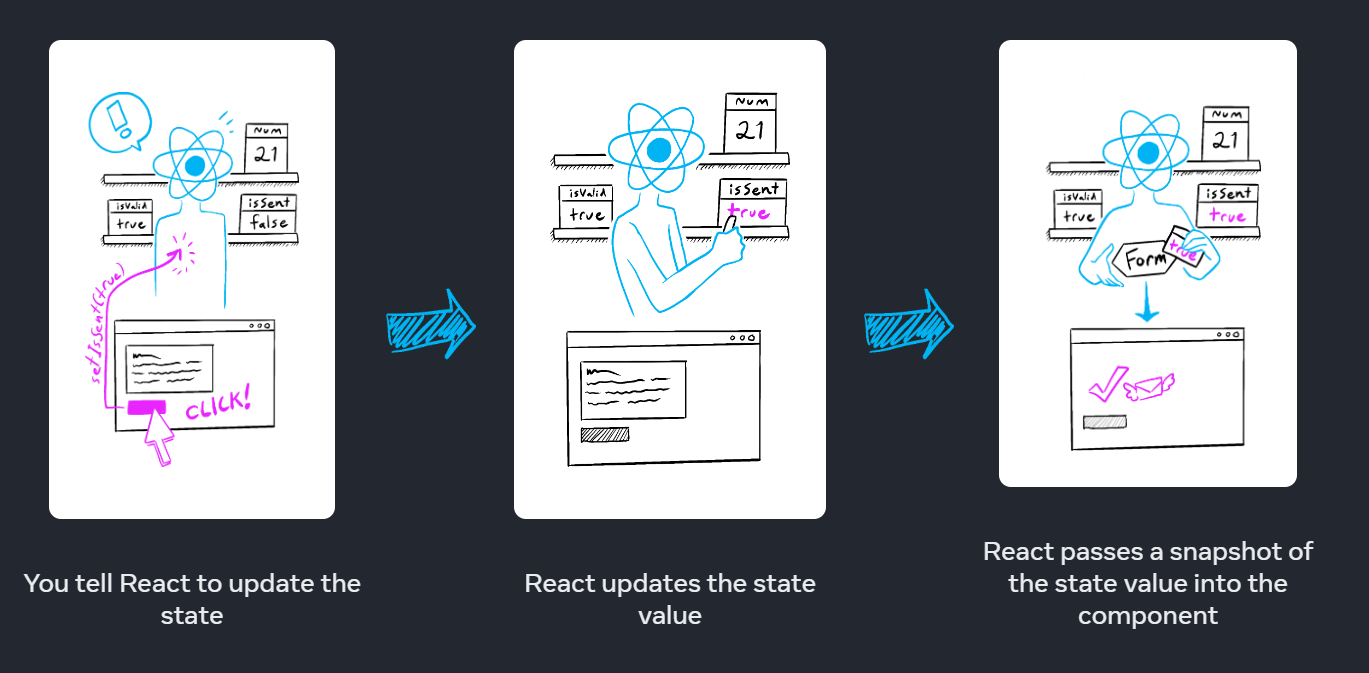 !
Num
21
isValid
true
isSent
false
setIsSent(true)
CLICK!
You tell React to update the
state
Num
21
isValid
true
isSent
true
React updates the state
value
Num
21
isValid
true
isSent
true
Form
true
React passes a snapshot of
the state value into the
component